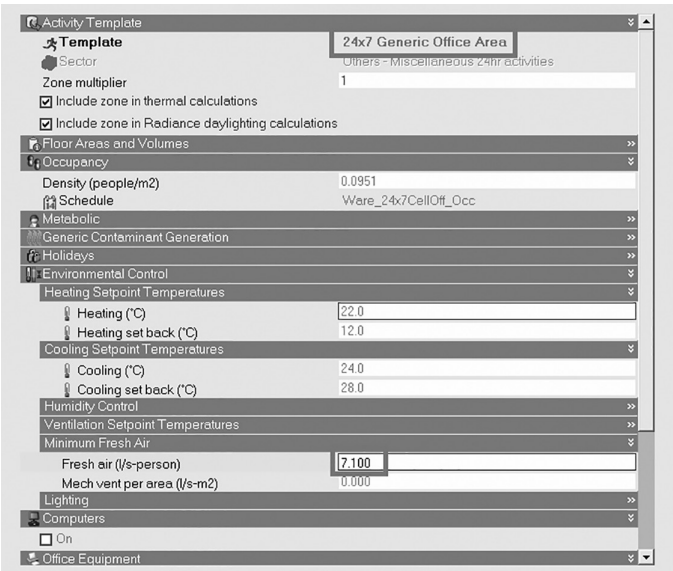 Activity Template
Template 24x7 Generic Office Area
Sector Others - Miscellaneous 24hr activities
Zone multiplier 1
Include zone in thermal calculations
Include zone in Radiance daylighting calculations
Floor Areas and Volumes
Occupancy
Density (people/m2) 0.0951
Schedule Ware_24x7CellOff_Occ
Metabolic
Generic Contaminant Generation
Holidays
Environmental Control
Heating Setpoint Temperatures
Heating (°C) 22.0
Heating set back (°C) 12.0
Cooling Setpoint Temperatures
Cooling (°C) 24.0
Cooling set back (°C) 28.0
Humidity Control
Ventilation Setpoint Temperatures
Minimum Fresh Air
Fresh air (l/s-person) 7.100
Mech vent per area (l/s-m2) 0.000
Lighting
Computers
On
Office Equipment